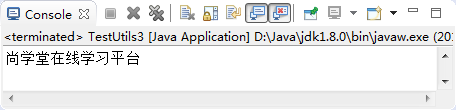 Console
<terminated> TestUtils3 [Java Application] D:\Java\jdk1.8.0\bin\javaw.exe (201
尚学堂在线学习平台